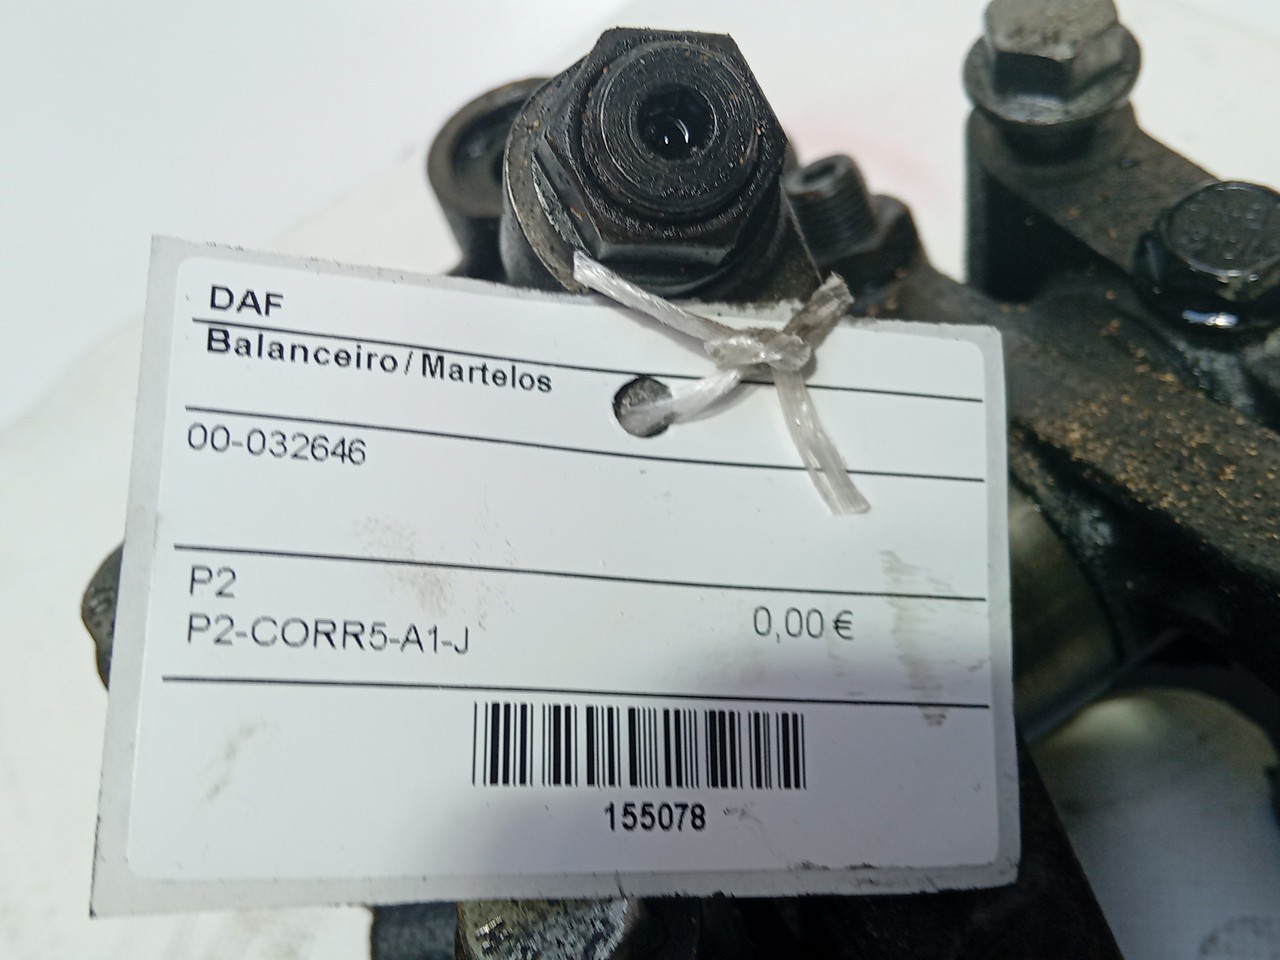 DAF
Balanceiro / Martelos
00-032646
P2
P2-CORR5-A1-J
0,00 €
155078